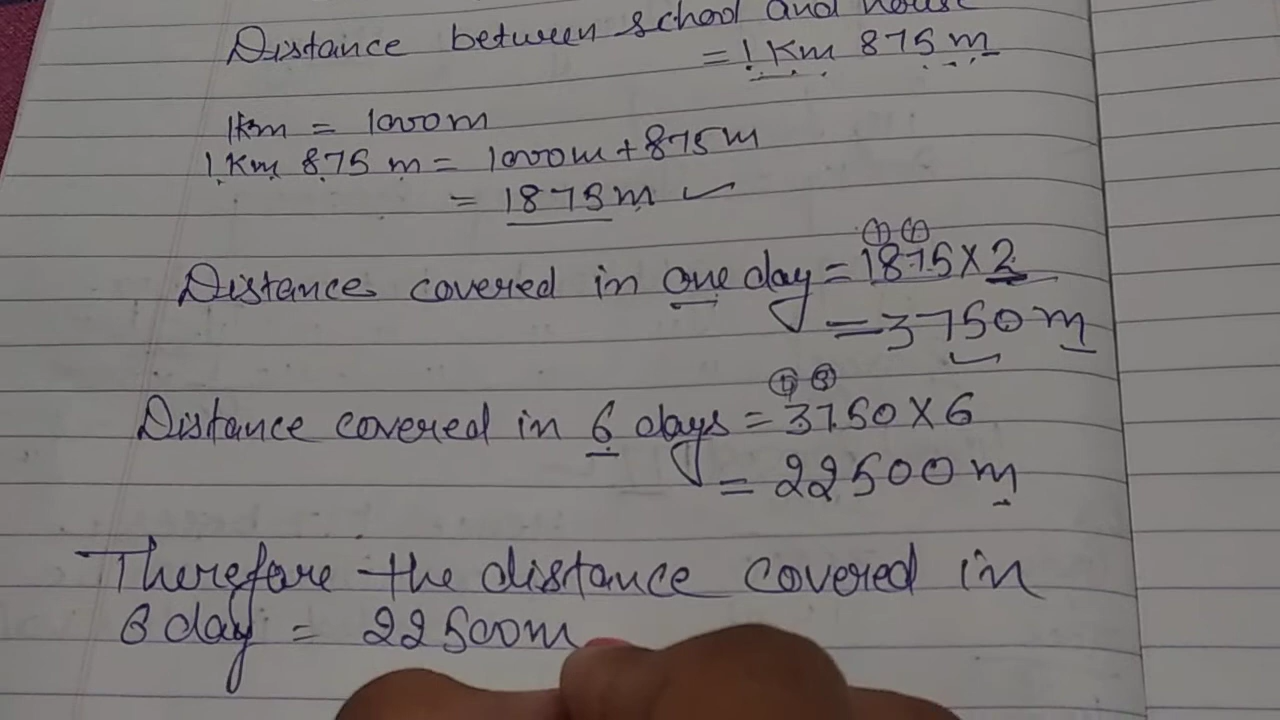 Distance between school and house
= 1 Km 875 m
1km = 1000m
1 Km 875 m = 1000m + 875m
= 1875m
Distance covered in one day = 1875 × 2
= 3750 m
Distance covered in 6 days = 3750 × 6
= 22500 m
Therefore the distance covered in
6 day = 22500m